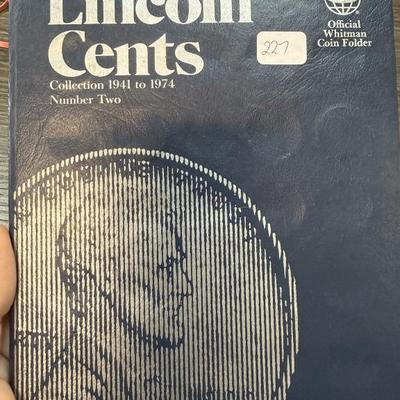 Lincoln
Cents
Collection 1941 to 1974
Number Two
227
Official
Whitman
Coin Folder